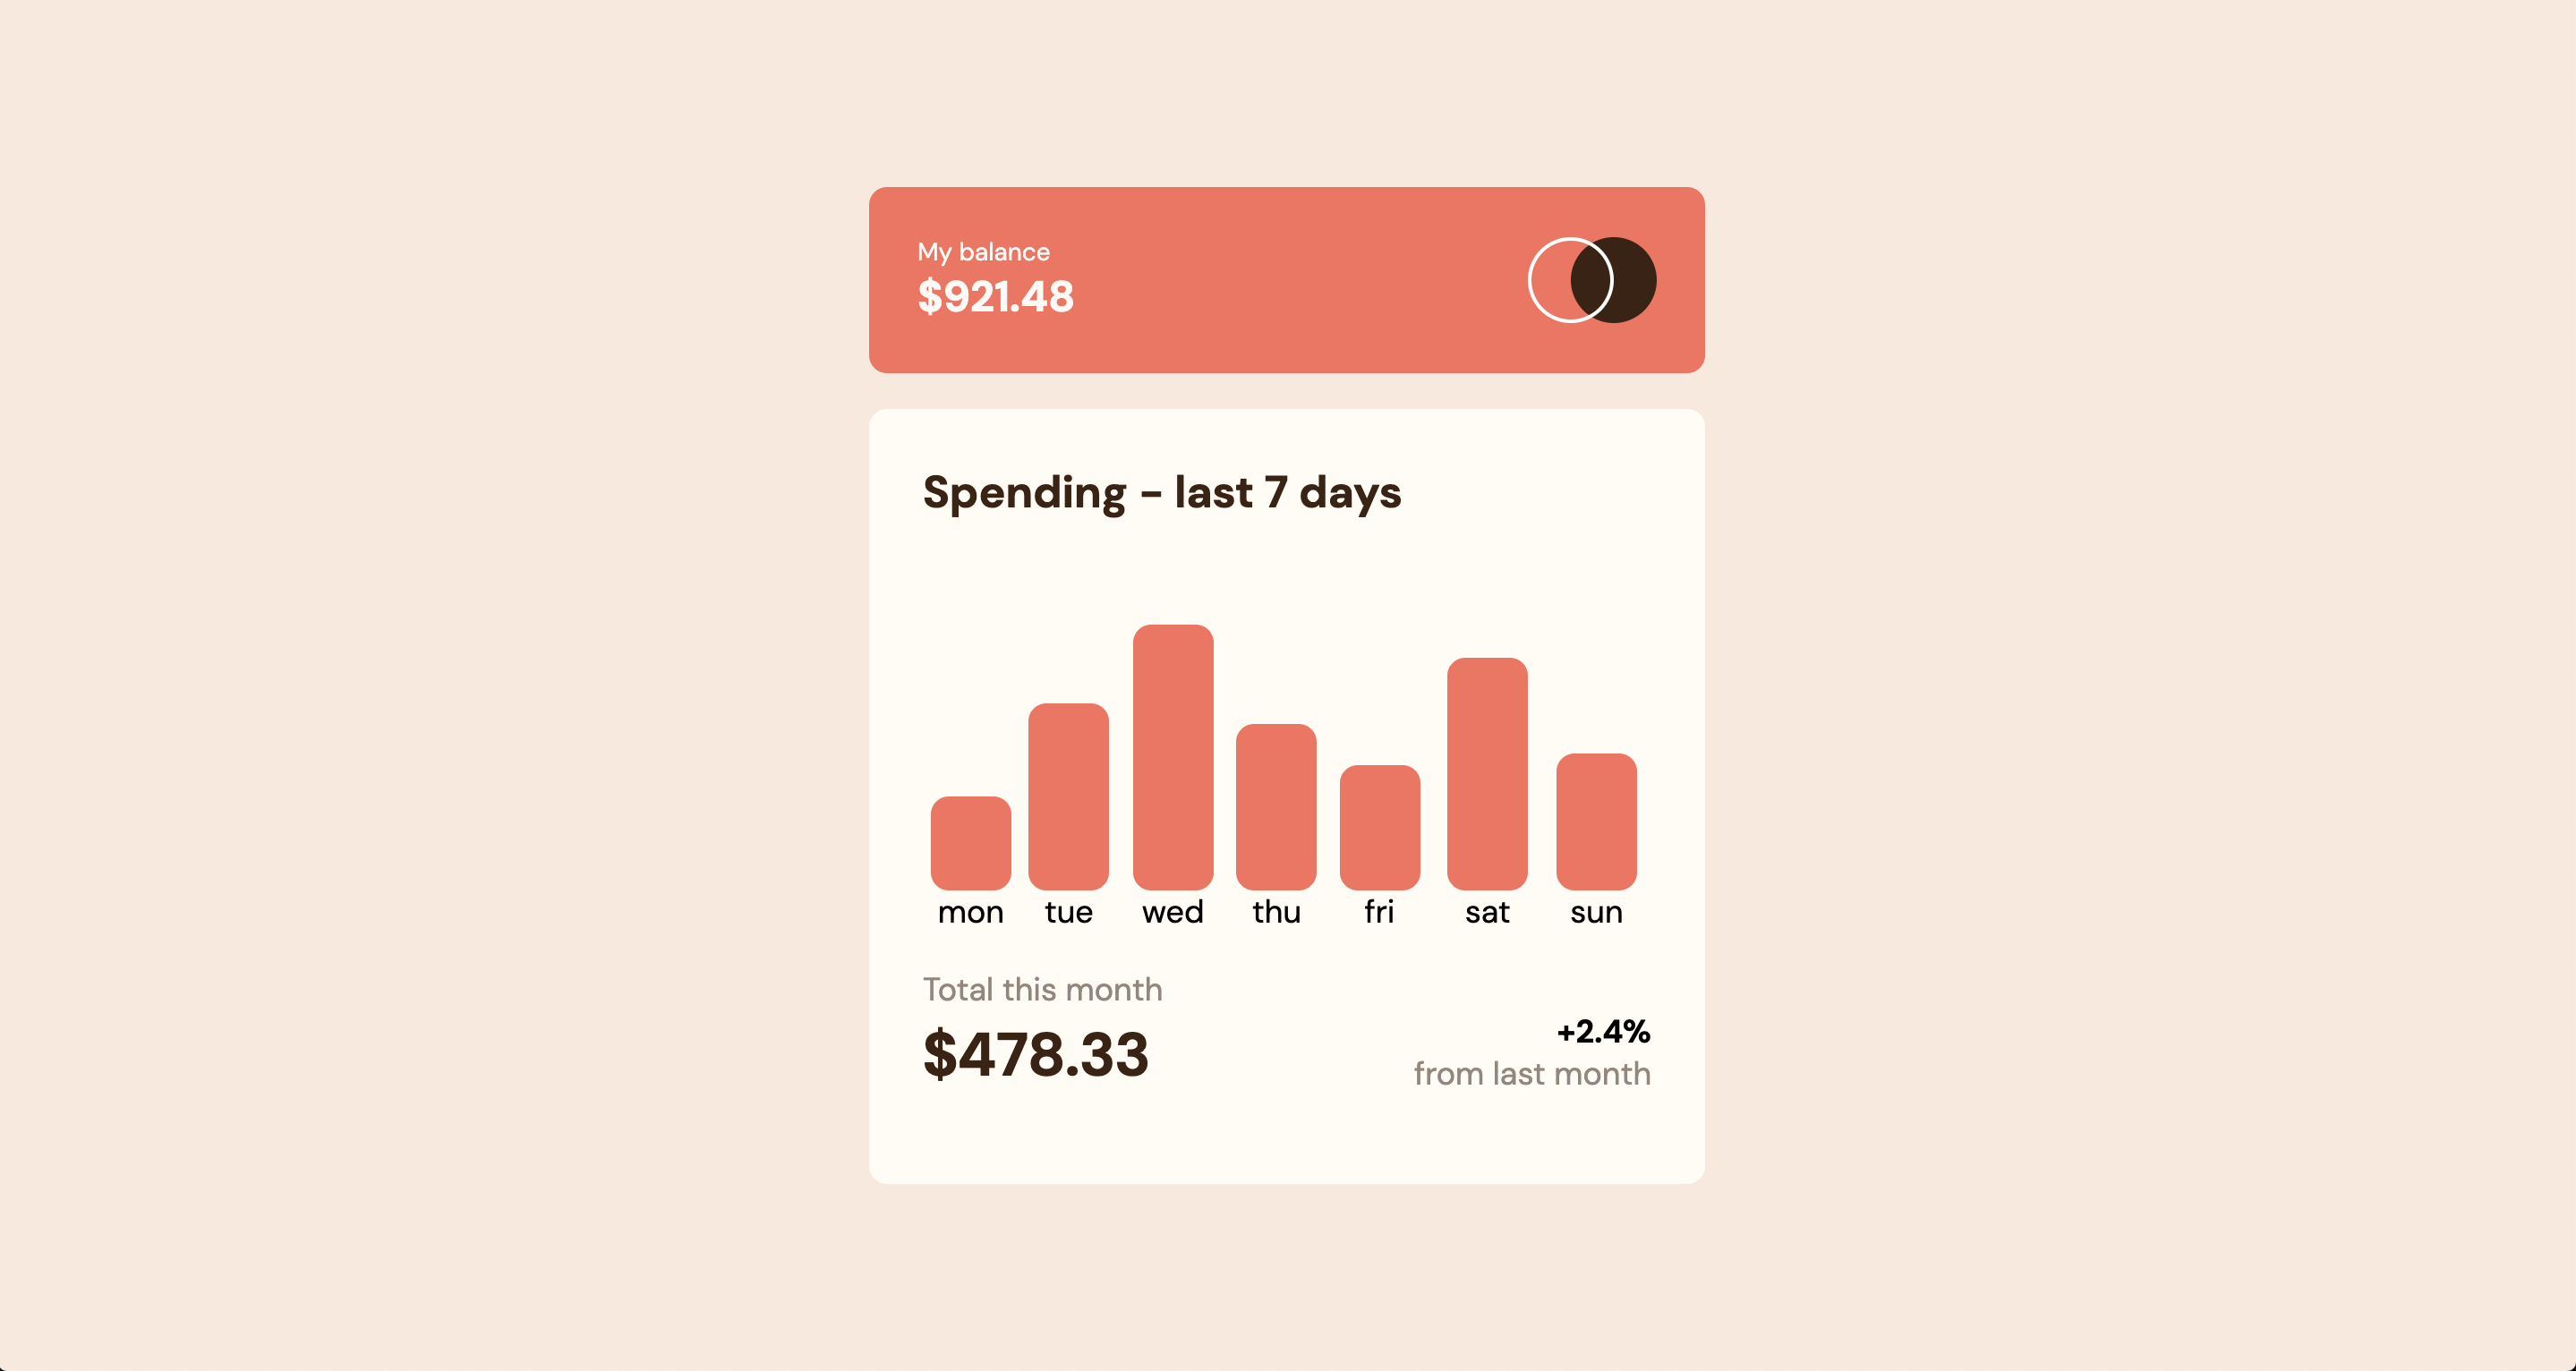 My balance
$921.48
Spending – last 7 days
mon tue wed thu fri sat sun
Total this month
$478.33
+2.4%
from last month